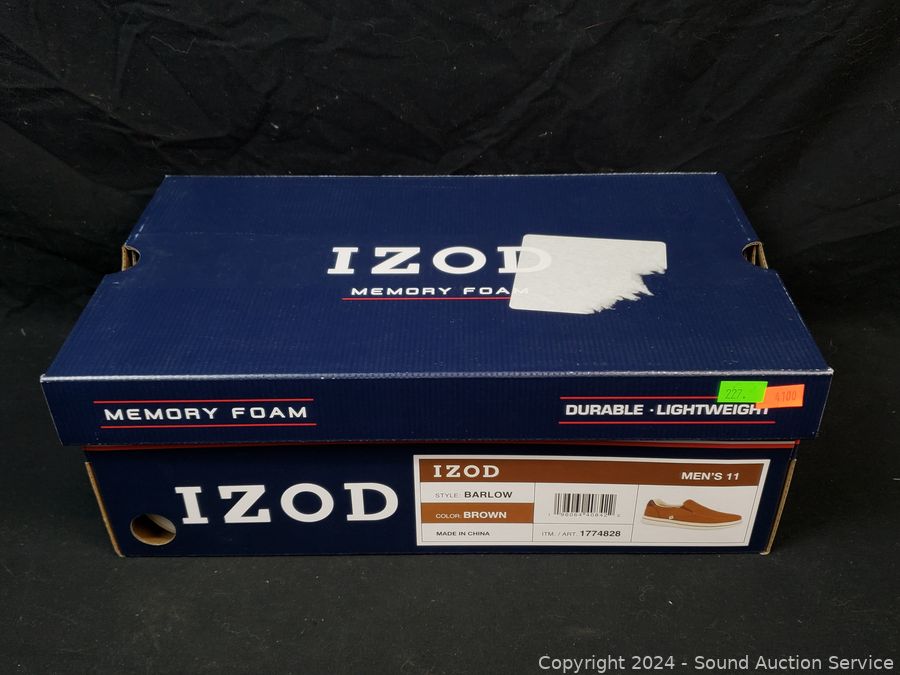 IZOD
MEMORY FOAM
227.
4100
MEMORY FOAM
DURABLE · LIGHTWEIGHT
IZOD
IZOD
MEN'S 11
STYLE: BARLOW
COLOR: BROWN
MADE IN CHINA
ITM. / ART. 1774828
Copyright © 2024 - Sound Auction Service